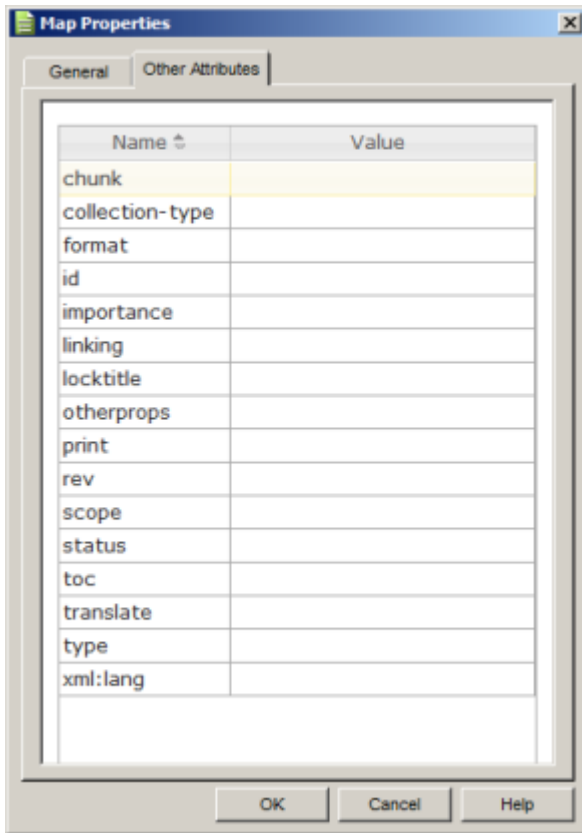 Map Properties
General Other Attributes
Name Value
chunk
collection-type
format
id
importance
linking
locktitle
otherprops
print
rev
scope
status
toc
translate
type
xml:lang
OK Cancel Help